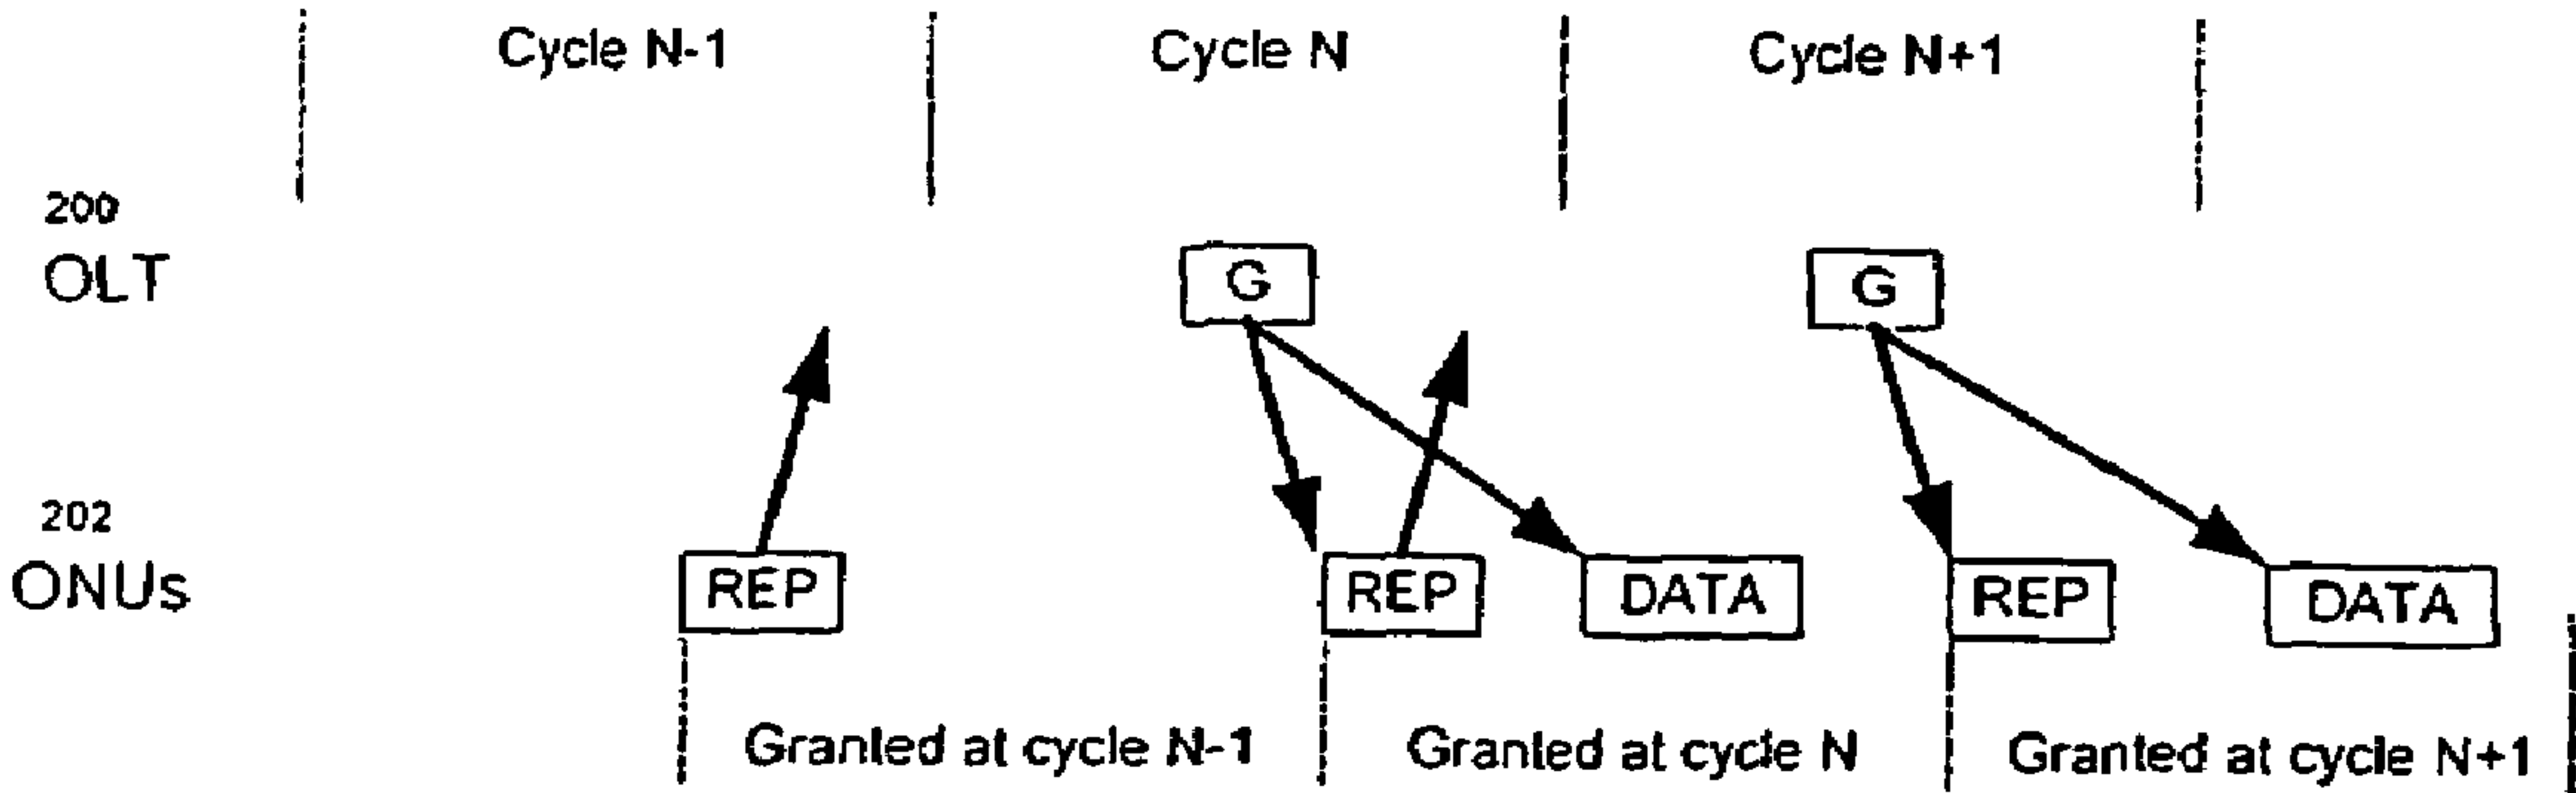 Cycle N-1 Cycle N Cycle N+1
200
OLT G G
202
ONUs REP REP DATA REP DATA
Granted at cycle N-1 Granted at cycle N Granted at cycle N+1